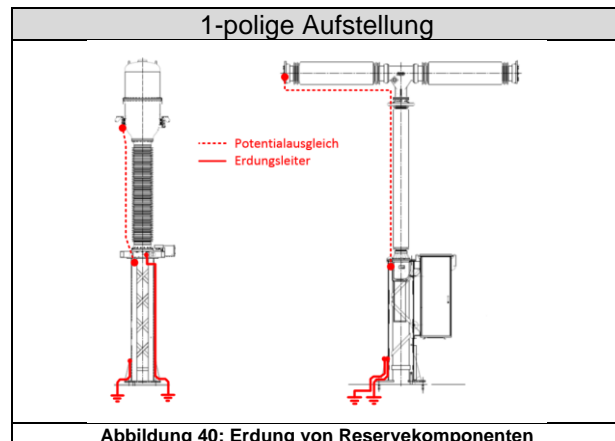 1-polige Aufstellung
Potentialausgleich
Erdungsleiter
Abbildung 40: Erdung von Reservekomponenten